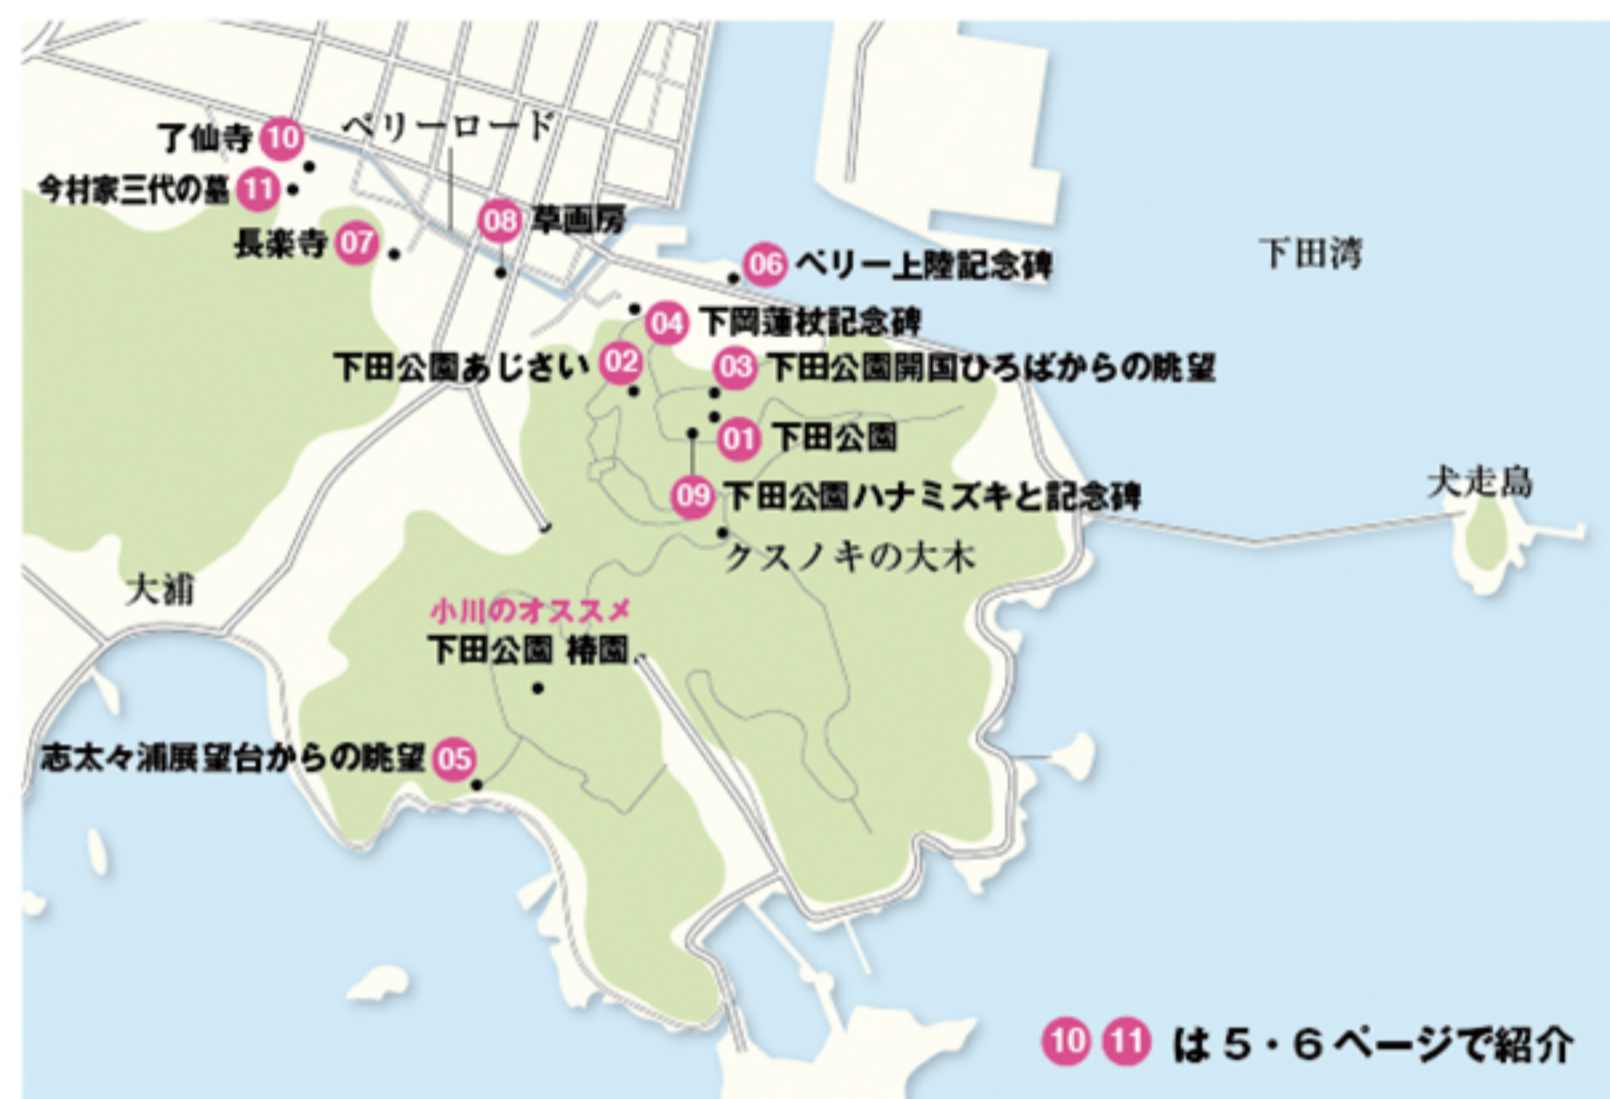 了仙寺 10
ペリーロード
今村家三代の墓 11
08 草画房
長楽寺 07
06 ペリー上陸記念碑
下田湾
04 下岡蓮杖記念碑
下田公園あじさい 02
03 下田公園開国ひろばからの眺望
01 下田公園
犬走島
09 下田公園ハナミズキと記念碑
クスノキの大木
大浦
小川のオススメ
下田公園 椿園
志太々浦展望台からの眺望 05
10 11 は5・6ページで紹介